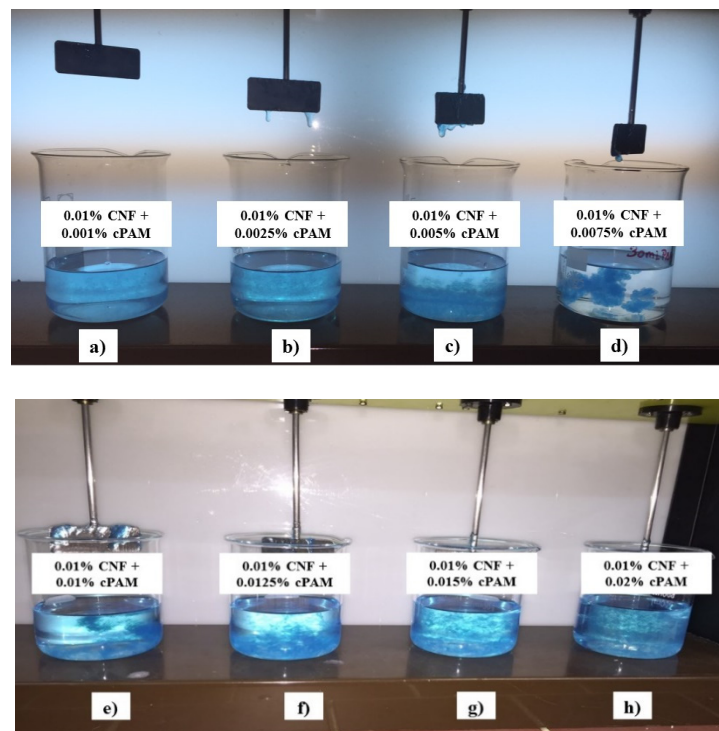 0.01% CNF +
0.001% cPAM
0.01% CNF +
0.0025% cPAM
0.01% CNF +
0.005% cPAM
0.01% CNF +
0.0075% cPAM
a)
b)
c)
d)
0.01% CNF +
0.01% cPAM
0.01% CNF +
0.0125% cPAM
0.01% CNF +
0.015% cPAM
0.01% CNF +
0.02% cPAM
e)
f)
g)
h)